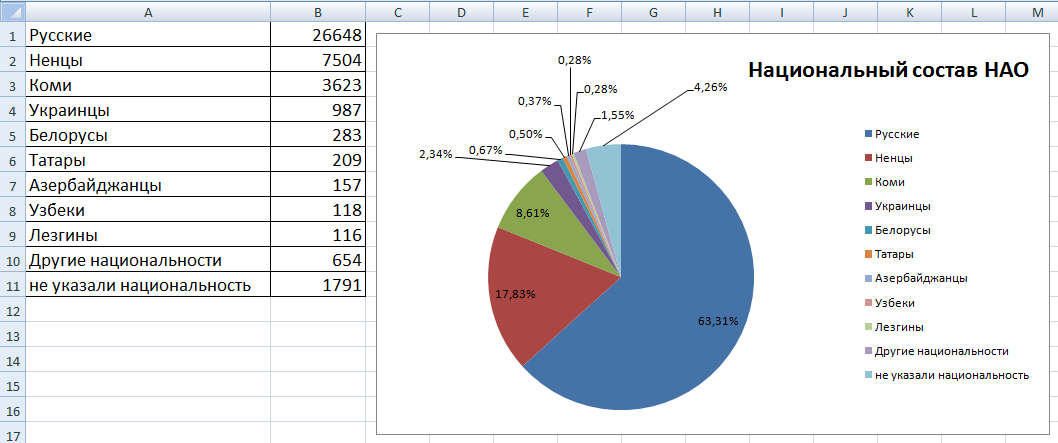 A B C D E F G H I J K L M
1 Русские 26648
2 Ненцы 7504
3 Коми 3623
4 Украинцы 987
5 Белорусы 283
6 Татары 209
7 Азербайджанцы 157
8 Узбеки 118
9 Лезгины 116
10 Другие национальности 654
11 не указали национальность 1791
12
13
14
15
16
17
Национальный состав НАО
0,28%
0,28%
4,26%
0,37%
1,55%
0,50%
0,67%
2,34%
8,61%
17,83%
63,31%
Русские
Ненцы
Коми
Украинцы
Белорусы
Татары
Азербайджанцы
Узбеки
Лезгины
Другие национальности
не указали национальность